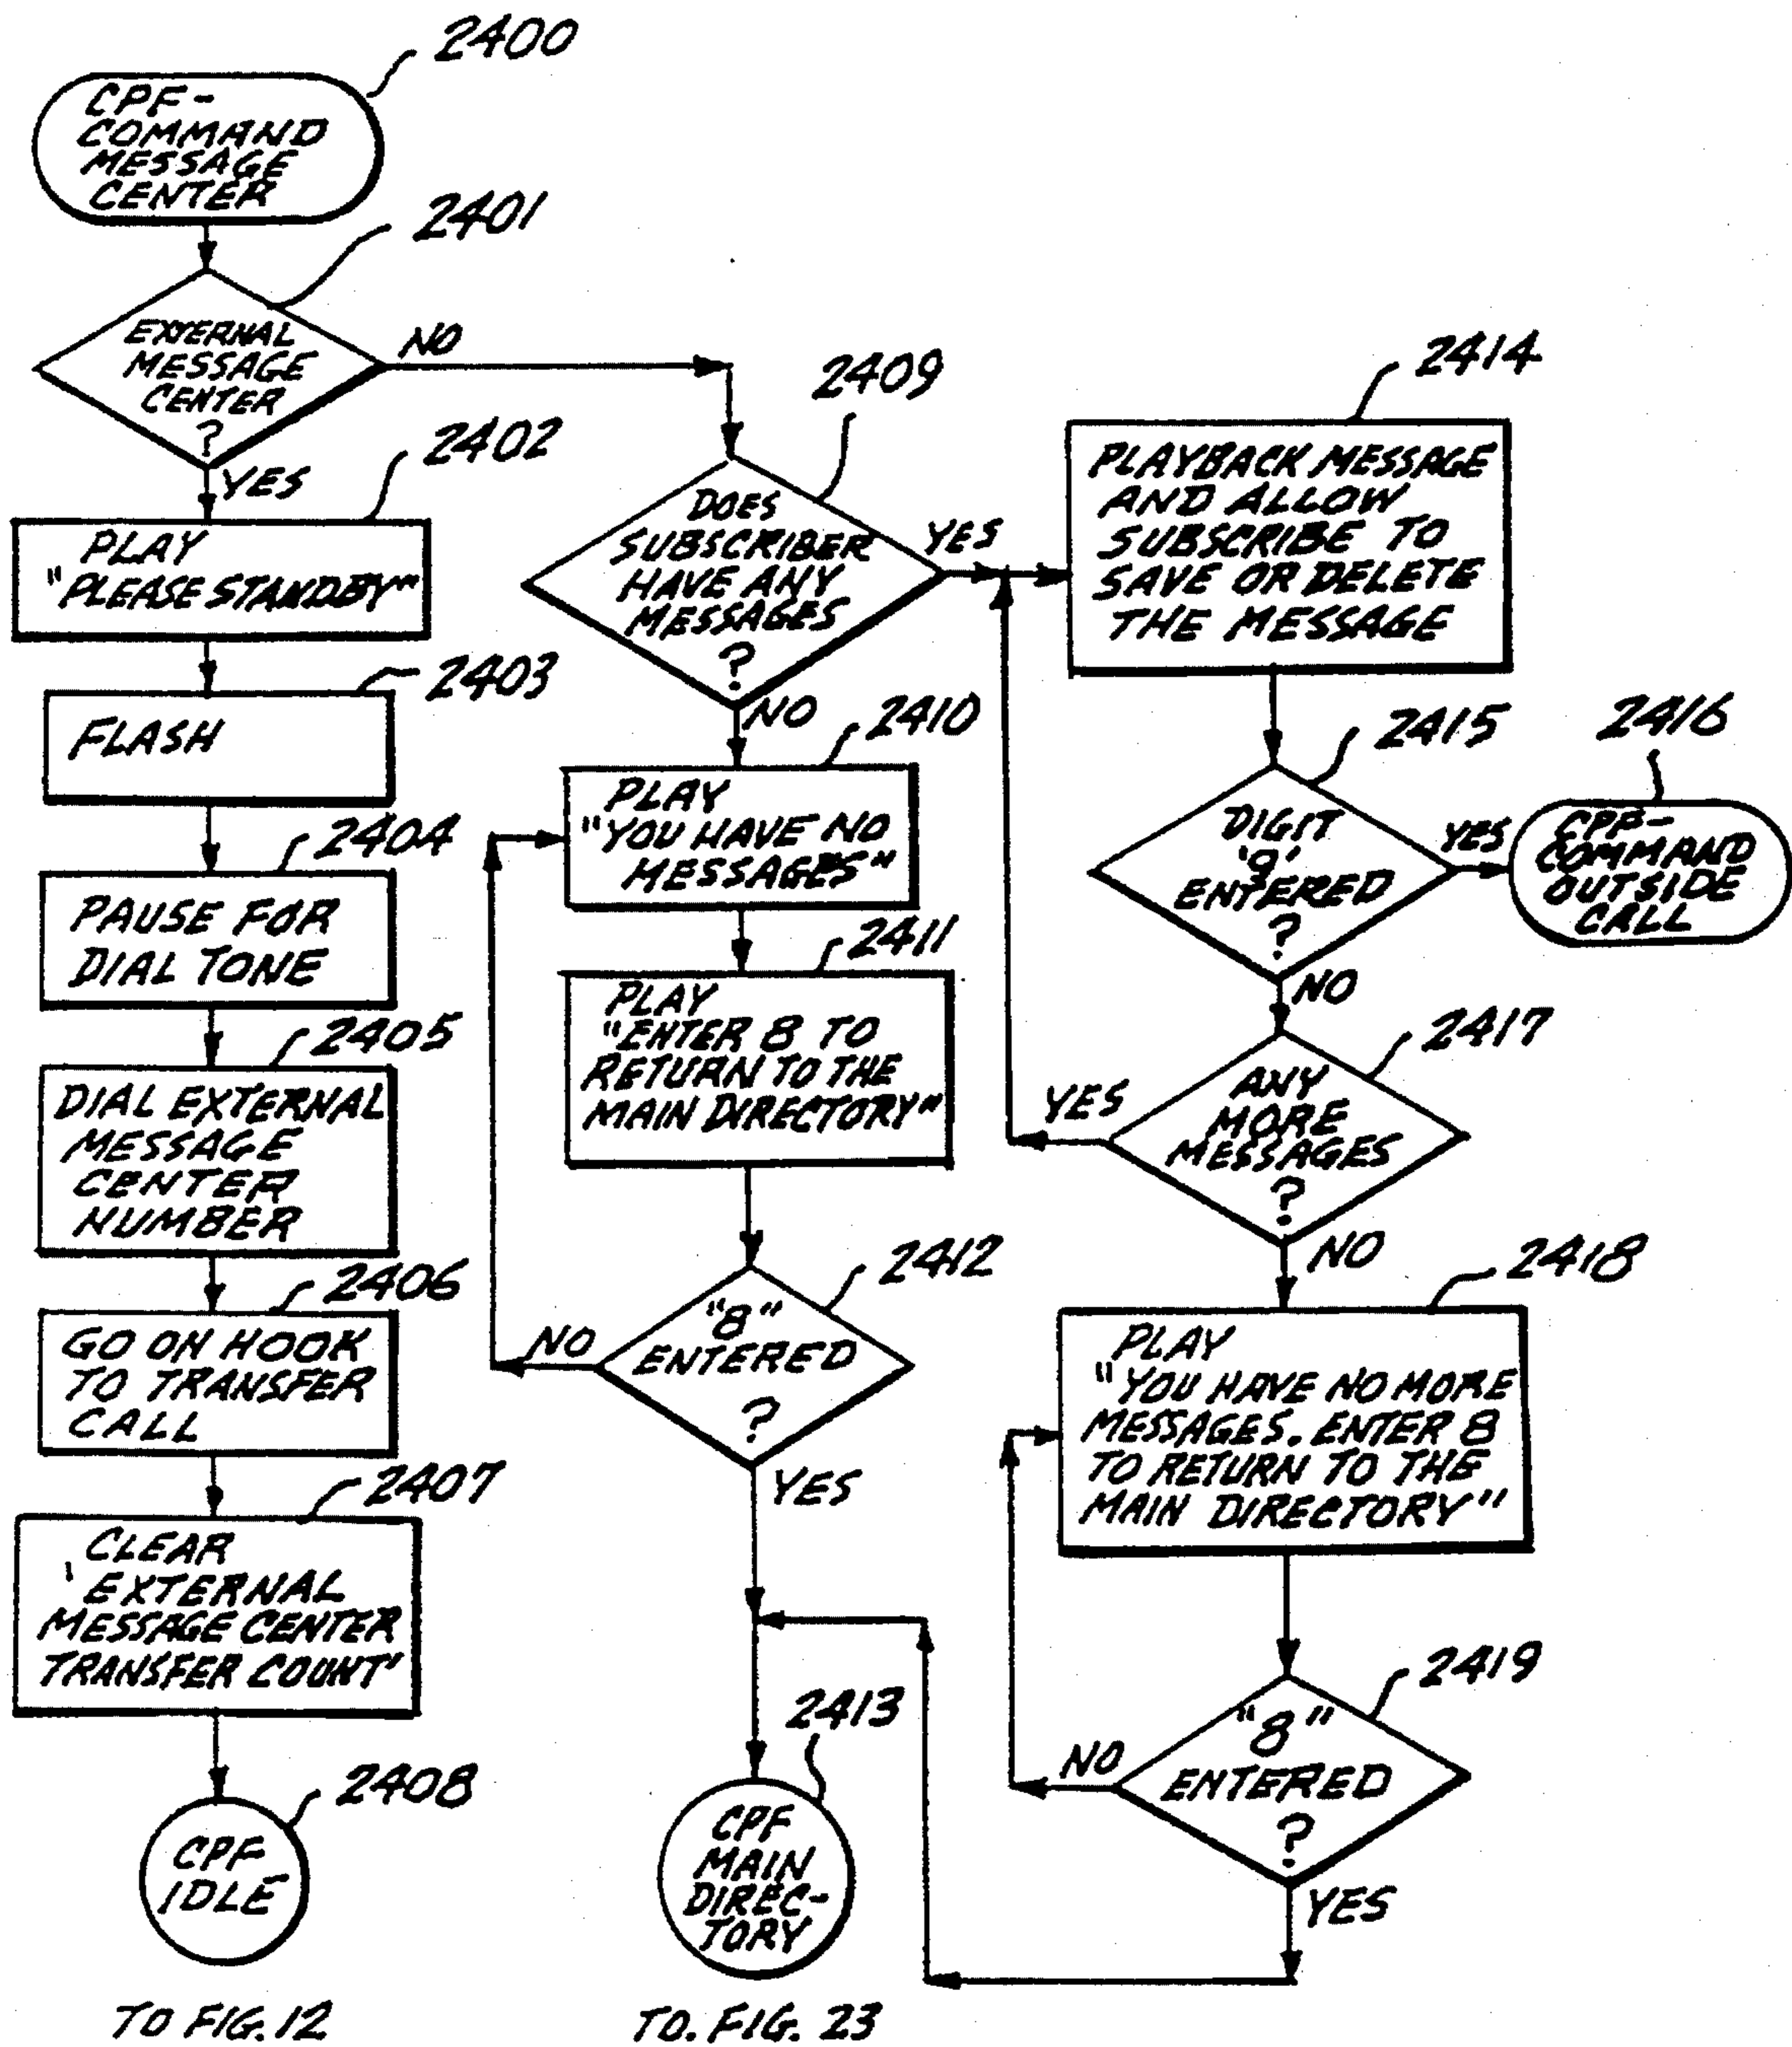 2400
CPF-
COMMAND
MESSAGE
CENTER
2401
EXTERNAL
MESSAGE
CENTER
?
NO
YES
2402
PLAY
"PLEASE STANDBY"
2403
FLASH
2404
PAUSE FOR
DIAL TONE
2405
DIAL EXTERNAL
MESSAGE
CENTER
NUMBER
2406
GO ON HOOK
TO TRANSFER
CALL
2407
CLEAR
'EXTERNAL
MESSAGE CENTER
TRANSFER COUNT'
2408
CPF
IDLE
TO FIG. 12
2409
DOES
SUBSCRIBER
HAVE ANY
MESSAGES
?
YES
NO
2410
PLAY
"YOU HAVE NO
MESSAGES"
2411
PLAY
"ENTER 8 TO
RETURN TO THE
MAIN DIRECTORY"
2412
"8"
ENTERED
?
NO
YES
2413
CPF
MAIN
DIREC-
TORY
TO. FIG. 23
2414
PLAYBACK MESSAGE
AND ALLOW
SUBSCRIBE TO
SAVE OR DELETE
THE MESSAGE
2415
DIGIT
'9'
ENTERED
?
YES
NO
2416
CPF-
COMMAND
OUTSIDE
CALL
2417
ANY
MORE
MESSAGES
?
YES
NO
2418
PLAY
"YOU HAVE NO MORE
MESSAGES. ENTER 8
TO RETURN TO THE
MAIN DIRECTORY"
2419
"8"
ENTERED
?
NO
YES